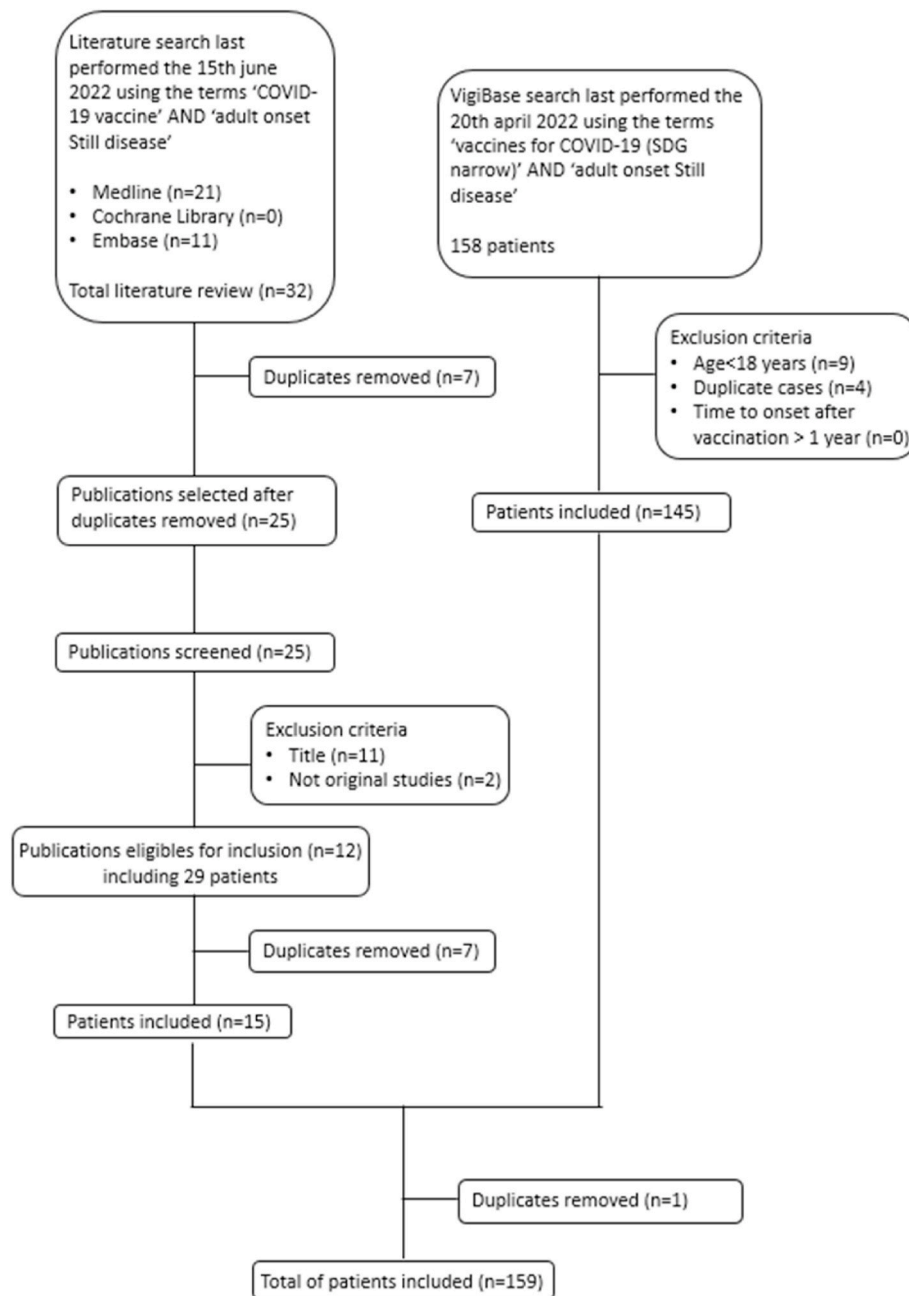 Literature search last
performed the 15th june
2022 using the terms ‘COVID-
19 vaccine’ AND ‘adult onset
Still disease’
• Medline (n=21)
• Cochrane Library (n=0)
• Embase (n=11)
Total literature review (n=32)
VigiBase search last performed the
20th april 2022 using the terms
‘vaccines for COVID-19 (SDG
narrow)’ AND ‘adult onset Still
disease’
158 patients
Exclusion criteria
• Age<18 years (n=9)
• Duplicate cases (n=4)
• Time to onset after
vaccination > 1 year (n=0)
Duplicates removed (n=7)
Publications selected after
duplicates removed (n=25)
Patients included (n=145)
Publications screened (n=25)
Exclusion criteria
• Title (n=11)
• Not original studies (n=2)
Publications eligibles for inclusion (n=12)
including 29 patients
Duplicates removed (n=7)
Patients included (n=15)
Duplicates removed (n=1)
Total of patients included (n=159)